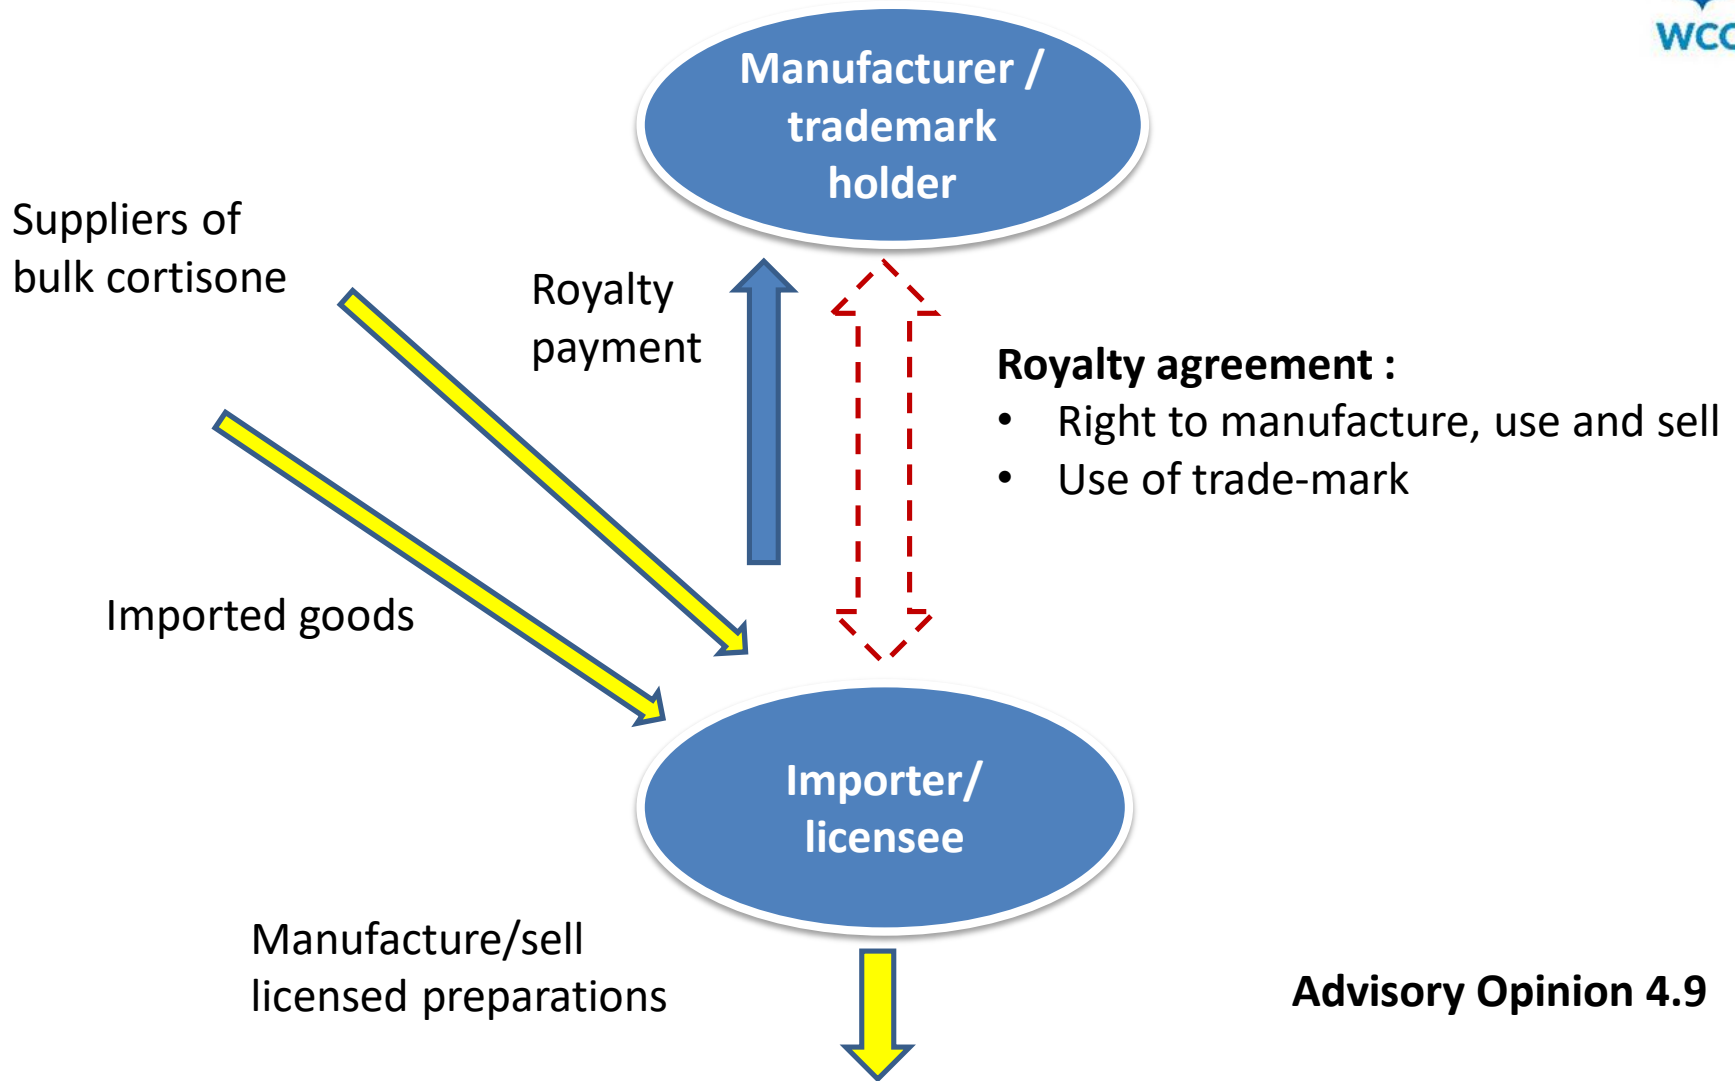 WCO
Manufacturer /
trademark
holder
Suppliers of
bulk cortisone
Royalty
payment
Royalty agreement :
• Right to manufacture, use and sell
• Use of trade-mark
Imported goods
Importer/
licensee
Manufacture/sell
licensed preparations
Advisory Opinion 4.9